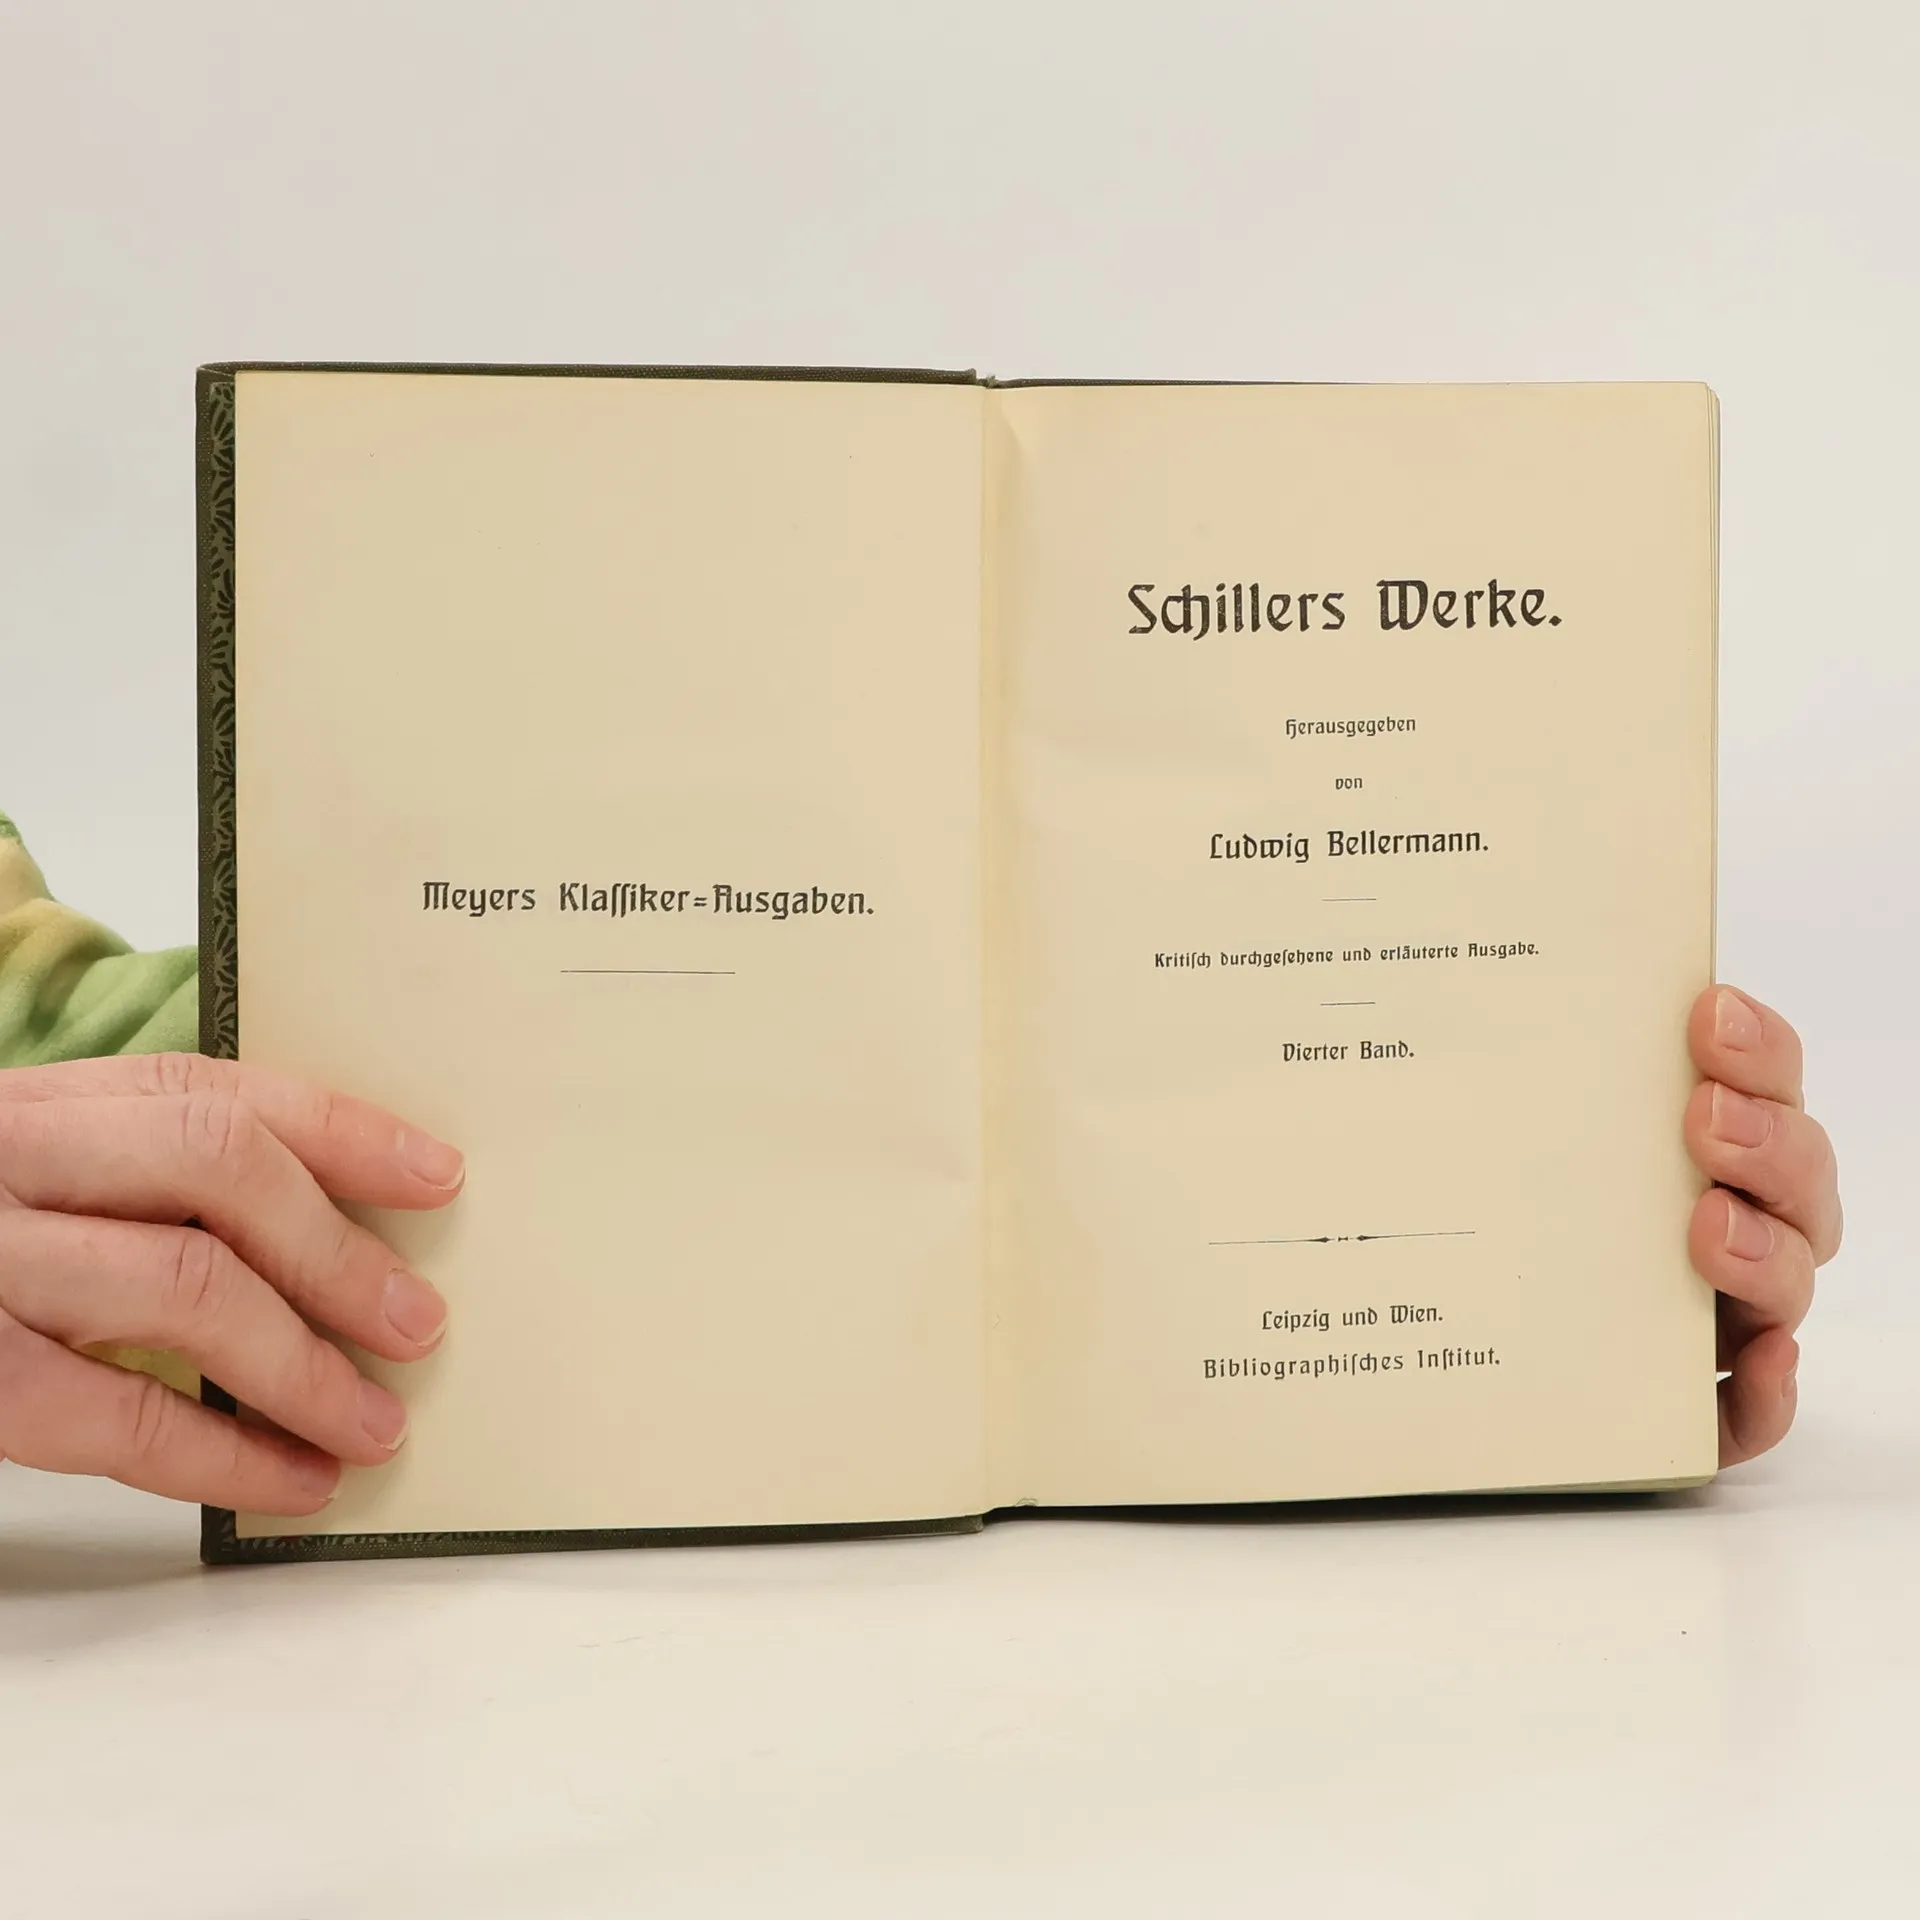 Meyers Klaſſiker=Ausgaben.
Schillers Werke.
Herausgegeben
von
Ludwig Bellermann.
Kritiſch durchgeſehene und erläuterte Ausgabe.
Vierter Band.
Leipzig und Wien.
Bibliographiſches Inſtitut.